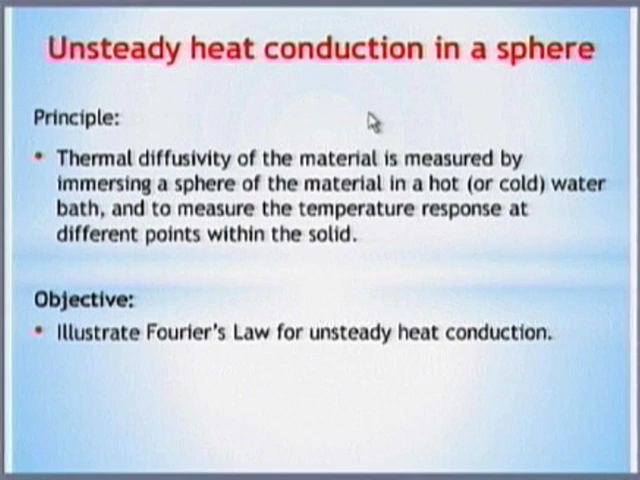 Unsteady heat conduction in a sphere
Principle:
• Thermal diffusivity of the material is measured by
immersing a sphere of the material in a hot (or cold) water
bath, and to measure the temperature response at
different points within the solid.
Objective:
• Illustrate Fourier's Law for unsteady heat conduction.